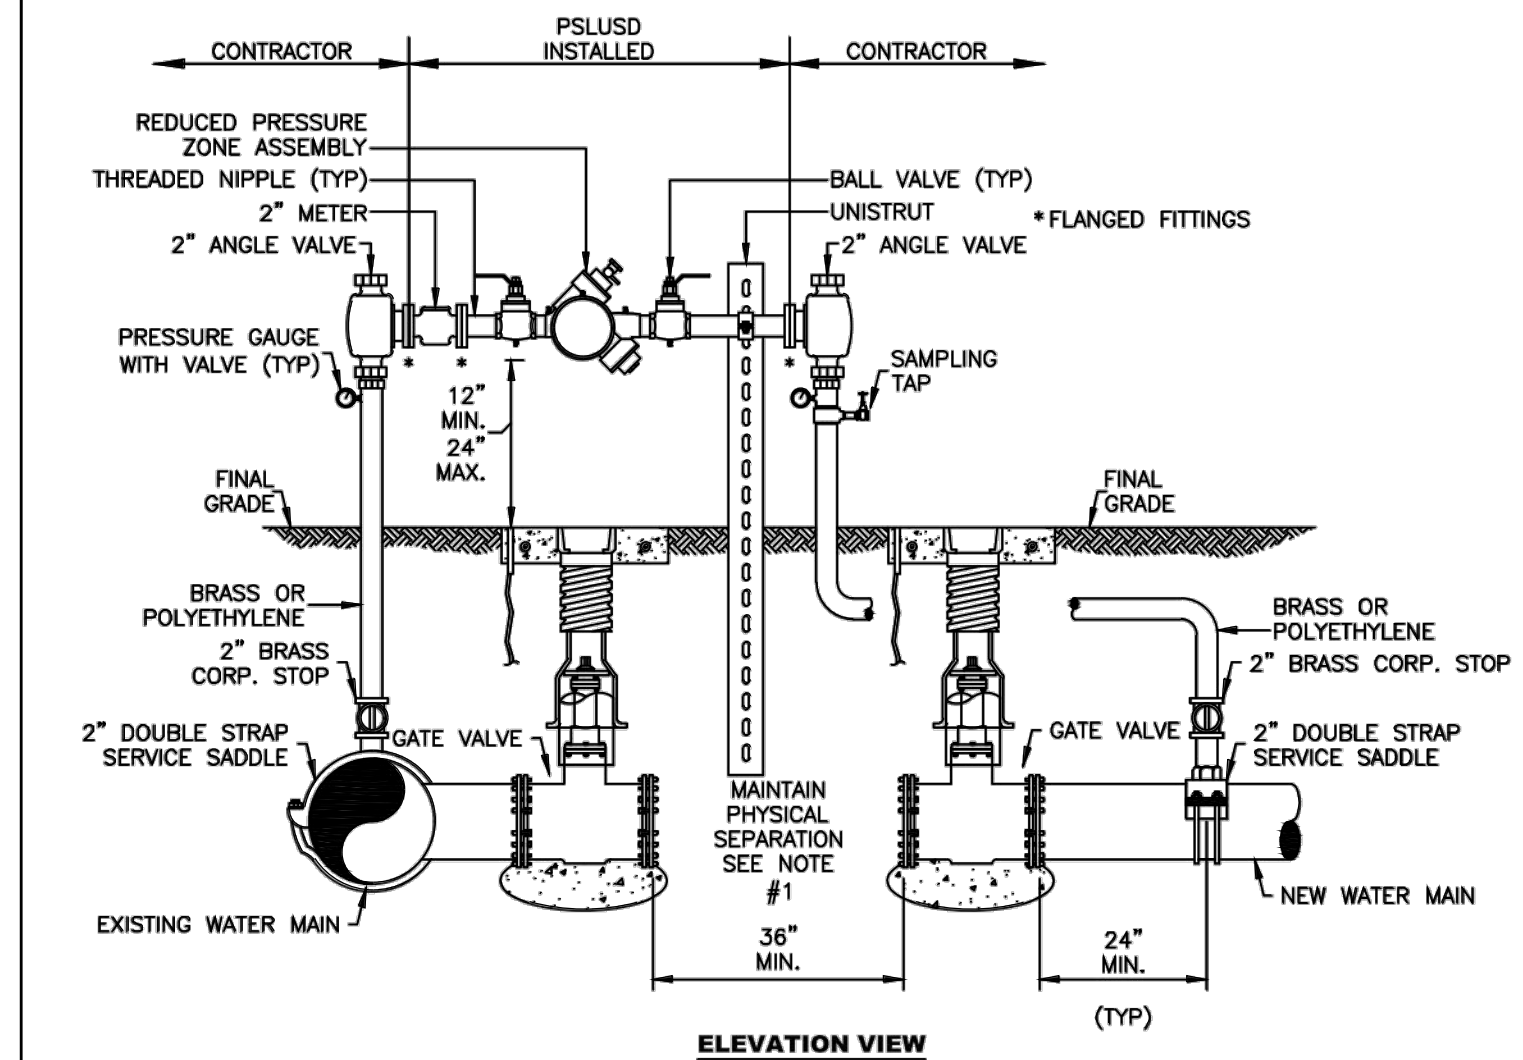 PSLUSD
CONTRACTOR
INSTALLED
CONTRACTOR
REDUCED PRESSURE
ZONE ASSEMBLY
THREADED NIPPLE (TYP)
2" METER
2" ANGLE VALVE
BALL VALVE (TYP)
UNISTRUT
* FLANGED FITTINGS
2" ANGLE VALVE
PRESSURE GAUGE
WITH VALVE (TYP)
*
*
*
SAMPLING
TAP
12"
MIN.
24"
MAX.
FINAL
GRADE
FINAL
GRADE
BRASS OR
POLYETHYLENE
2" BRASS
CORP. STOP
2" DOUBLE STRAP
SERVICE SADDLE
GATE VALVE
BRASS OR
POLYETHYLENE
2" BRASS CORP. STOP
GATE VALVE
2" DOUBLE STRAP
SERVICE SADDLE
MAINTAIN
PHYSICAL
SEPARATION
SEE NOTE
#1
EXISTING WATER MAIN
NEW WATER MAIN
36"
MIN.
24"
MIN.
(TYP)
ELEVATION VIEW